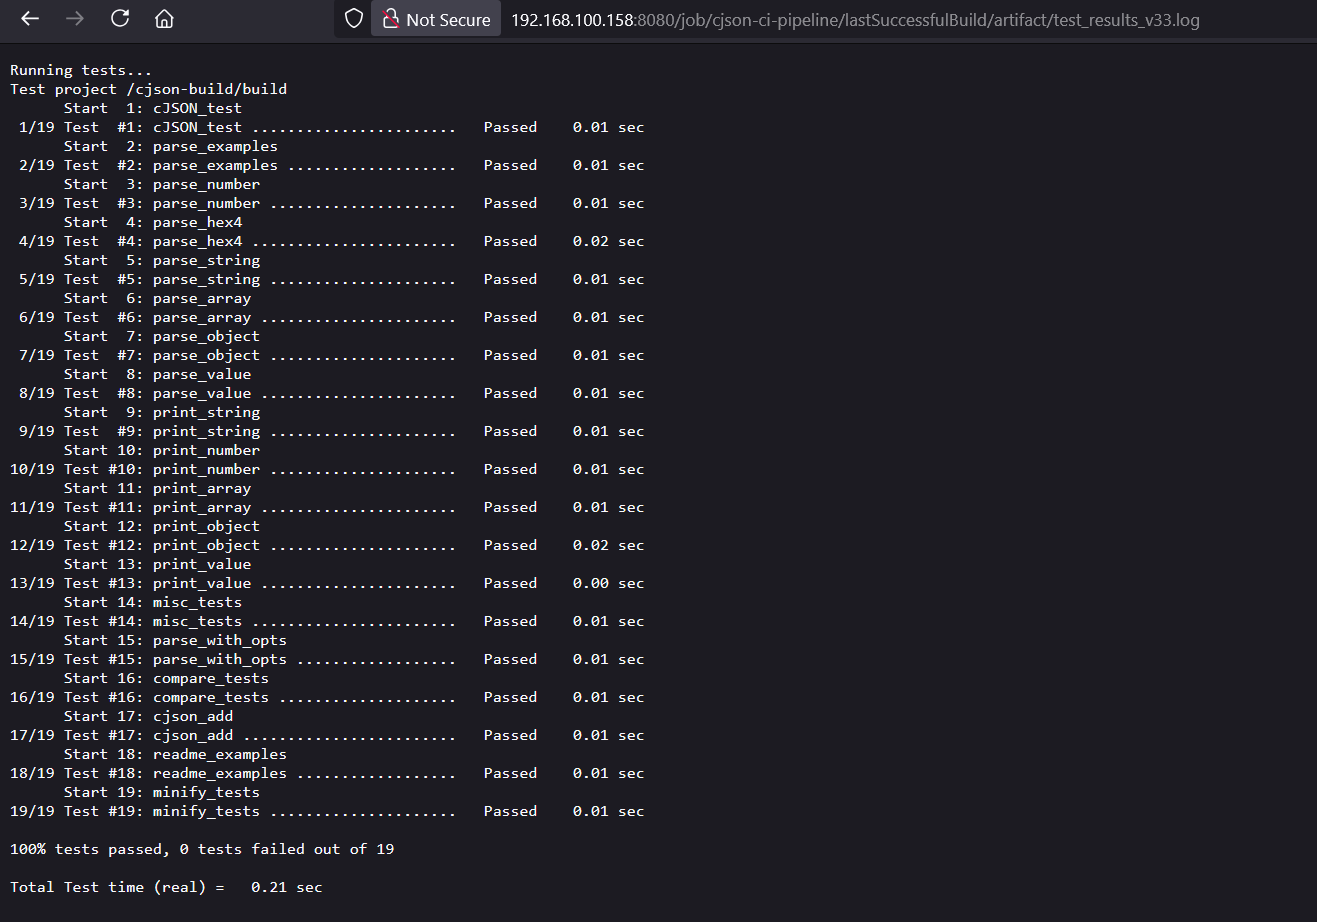 Not Secure 192.168.100.158:8080/job/cjson-ci-pipeline/lastSuccessfulBuild/artifact/test_results_v33.log
Running tests...
Test project /cjson-build/build
      Start  1: cJSON_test
 1/19 Test  #1: cJSON_test .......................   Passed    0.01 sec
      Start  2: parse_examples
 2/19 Test  #2: parse_examples ...................   Passed    0.01 sec
      Start  3: parse_number
 3/19 Test  #3: parse_number .....................   Passed    0.01 sec
      Start  4: parse_hex4
 4/19 Test  #4: parse_hex4 .......................   Passed    0.02 sec
      Start  5: parse_string
 5/19 Test  #5: parse_string .....................   Passed    0.01 sec
      Start  6: parse_array
 6/19 Test  #6: parse_array ......................   Passed    0.01 sec
      Start  7: parse_object
 7/19 Test  #7: parse_object .....................   Passed    0.01 sec
      Start  8: parse_value
 8/19 Test  #8: parse_value ......................   Passed    0.01 sec
      Start  9: print_string
 9/19 Test  #9: print_string .....................   Passed    0.01 sec
      Start 10: print_number
10/19 Test #10: print_number .....................   Passed    0.01 sec
      Start 11: print_array
11/19 Test #11: print_array ......................   Passed    0.01 sec
      Start 12: print_object
12/19 Test #12: print_object .....................   Passed    0.02 sec
      Start 13: print_value
13/19 Test #13: print_value ......................   Passed    0.00 sec
      Start 14: misc_tests
14/19 Test #14: misc_tests .......................   Passed    0.01 sec
      Start 15: parse_with_opts
15/19 Test #15: parse_with_opts ..................   Passed    0.01 sec
      Start 16: compare_tests
16/19 Test #16: compare_tests ....................   Passed    0.01 sec
      Start 17: cjson_add
17/19 Test #17: cjson_add ........................   Passed    0.01 sec
      Start 18: readme_examples
18/19 Test #18: readme_examples ..................   Passed    0.01 sec
      Start 19: minify_tests
19/19 Test #19: minify_tests .....................   Passed    0.01 sec
100% tests passed, 0 tests failed out of 19
Total Test time (real) =   0.21 sec